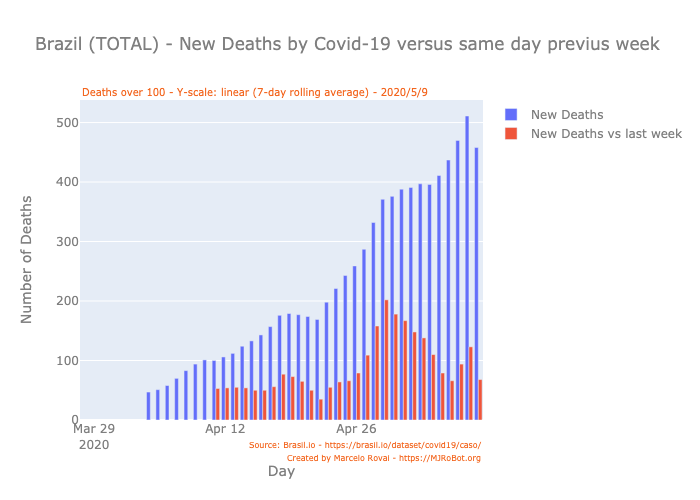 Brazil (TOTAL) - New Deaths by Covid-19 versus same day previus week
Deaths over 100 - Y-scale: linear (7-day rolling average) - 2020/5/9
New Deaths
New Deaths vs last week
Number of Deaths
500
400
300
200
100
0
Mar 29
2020
Apr 12
Apr 26
Source: Brasil.io - https://brasil.io/dataset/covid19/caso/
Created by Marcelo Rovai - https://MJRoBot.org
Day